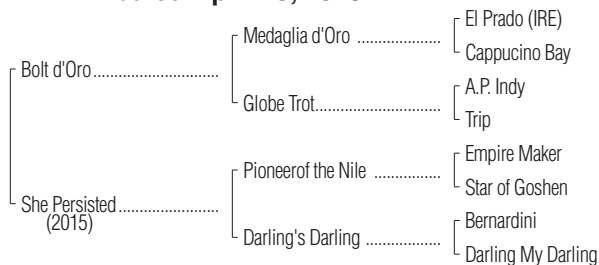 El Prado (IRE)
Medaglia d'Oro ......................
Cappucino Bay
Bolt d'Oro..................................
A.P. Indy
Globe Trot..................................
Trip
Empire Maker
Pioneerof the Nile ..................
Star of Goshen
She Persisted...........................
(2015)
Bernardini
Darling's Darling ....................
Darling My Darling